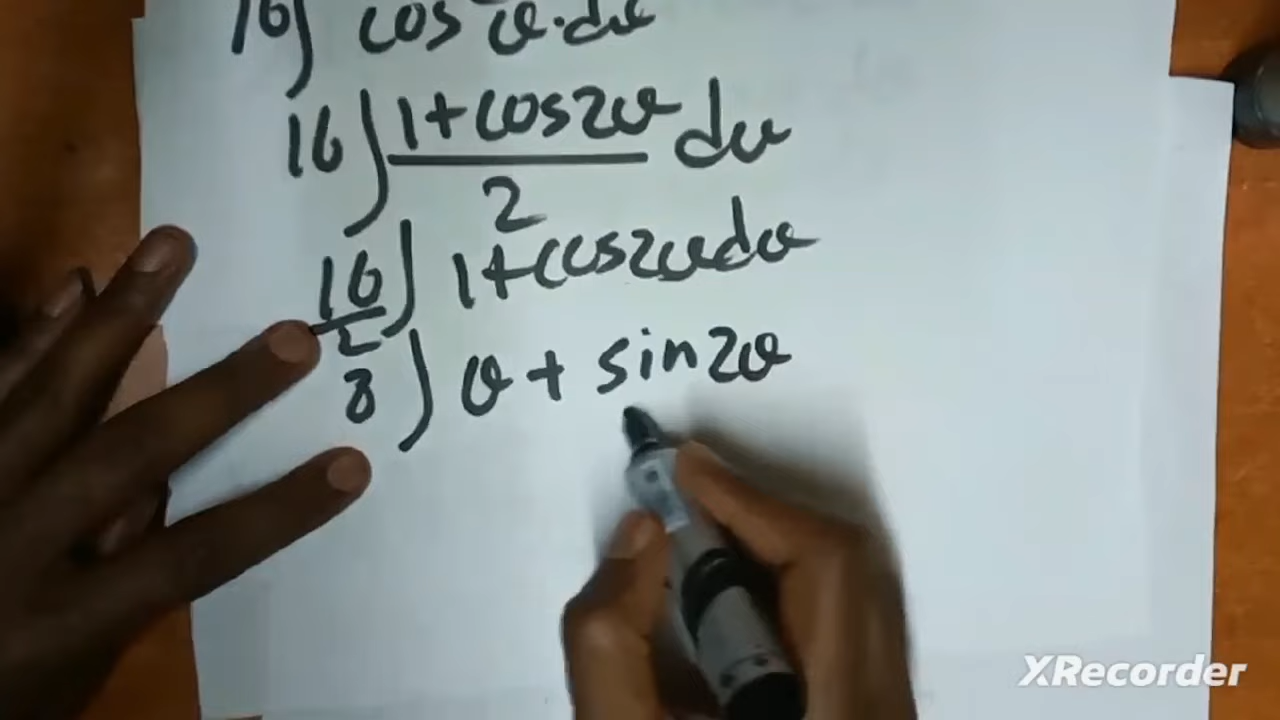 16∫ cos θ·dθ
16∫ 1+cos2θ/2 dθ
16/2 ∫ 1+cos2θdθ
8 ∫ θ + sin2θ
XRecorder